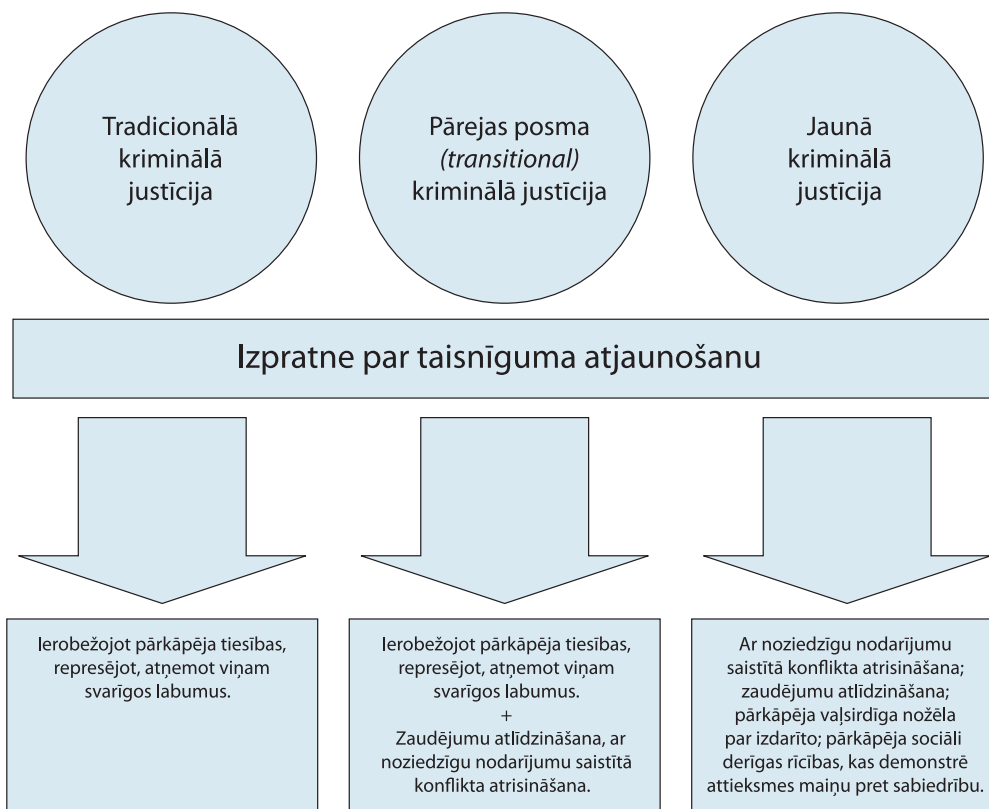 Tradicionālā
kriminālā
justīcija
Pārejas posma
(transitional)
kriminālā justīcija
Jaunā
kriminālā
justīcija
Izpratne par taisnīguma atjaunošanu
Ierobežojot pārkāpēja tiesības,
represējot, atņemot viņam
svarīgos labumus.
Ierobežojot pārkāpēja tiesības,
represējot, atņemot viņam
svarīgos labumus.
+
Zaudējumu atlīdzināšana, ar
noziedzīgu nodarījumu saistītā
konflikta atrisināšana.
Ar noziedzīgu nodarījumu
saistītā konflikta atrisināšana;
zaudējumu atlīdzināšana;
pārkāpēja vaļsirdīga nožēla
par izdarīto; pārkāpēja sociāli
derīgas rīcības, kas demonstrē
attieksmes maiņu pret sabiedrību.